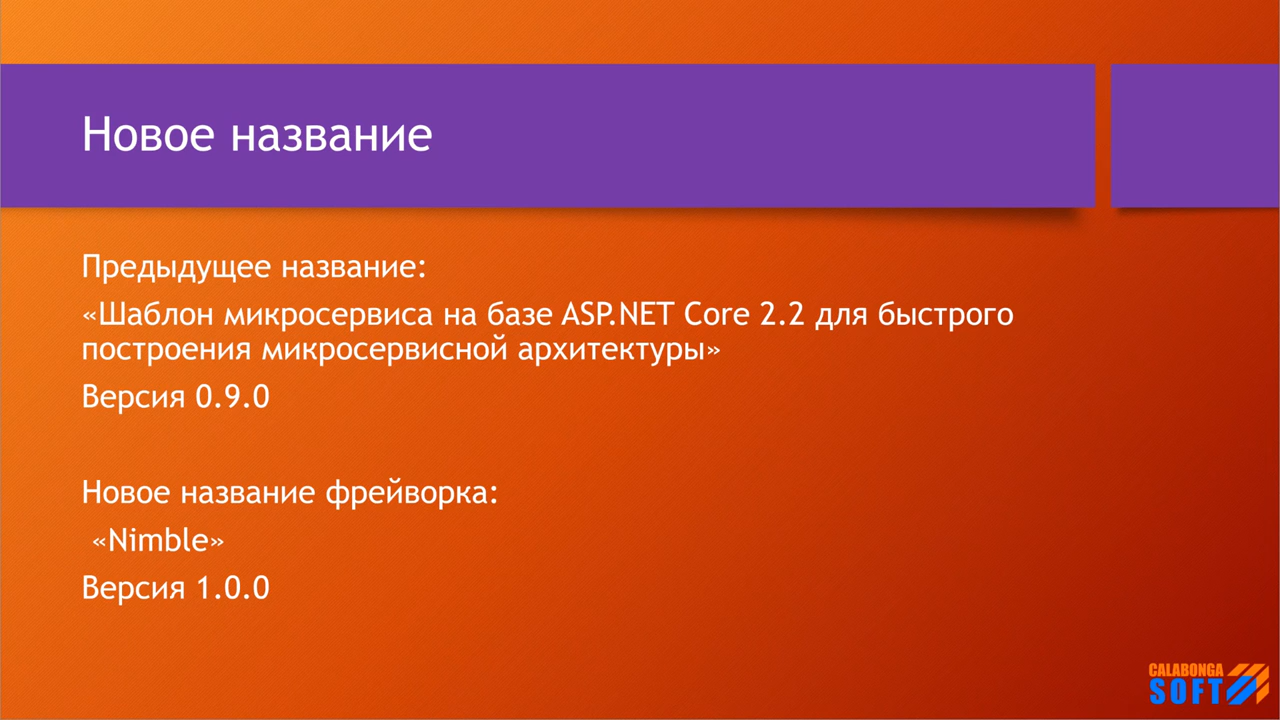 Новое название
Предыдущее название:
«Шаблон микросервиса на базе ASP.NET Core 2.2 для быстрого
построения микросервисной архитектуры»
Версия 0.9.0
Новое название фрейворка:
«Nimble»
Версия 1.0.0
CALABONGA
SOFT